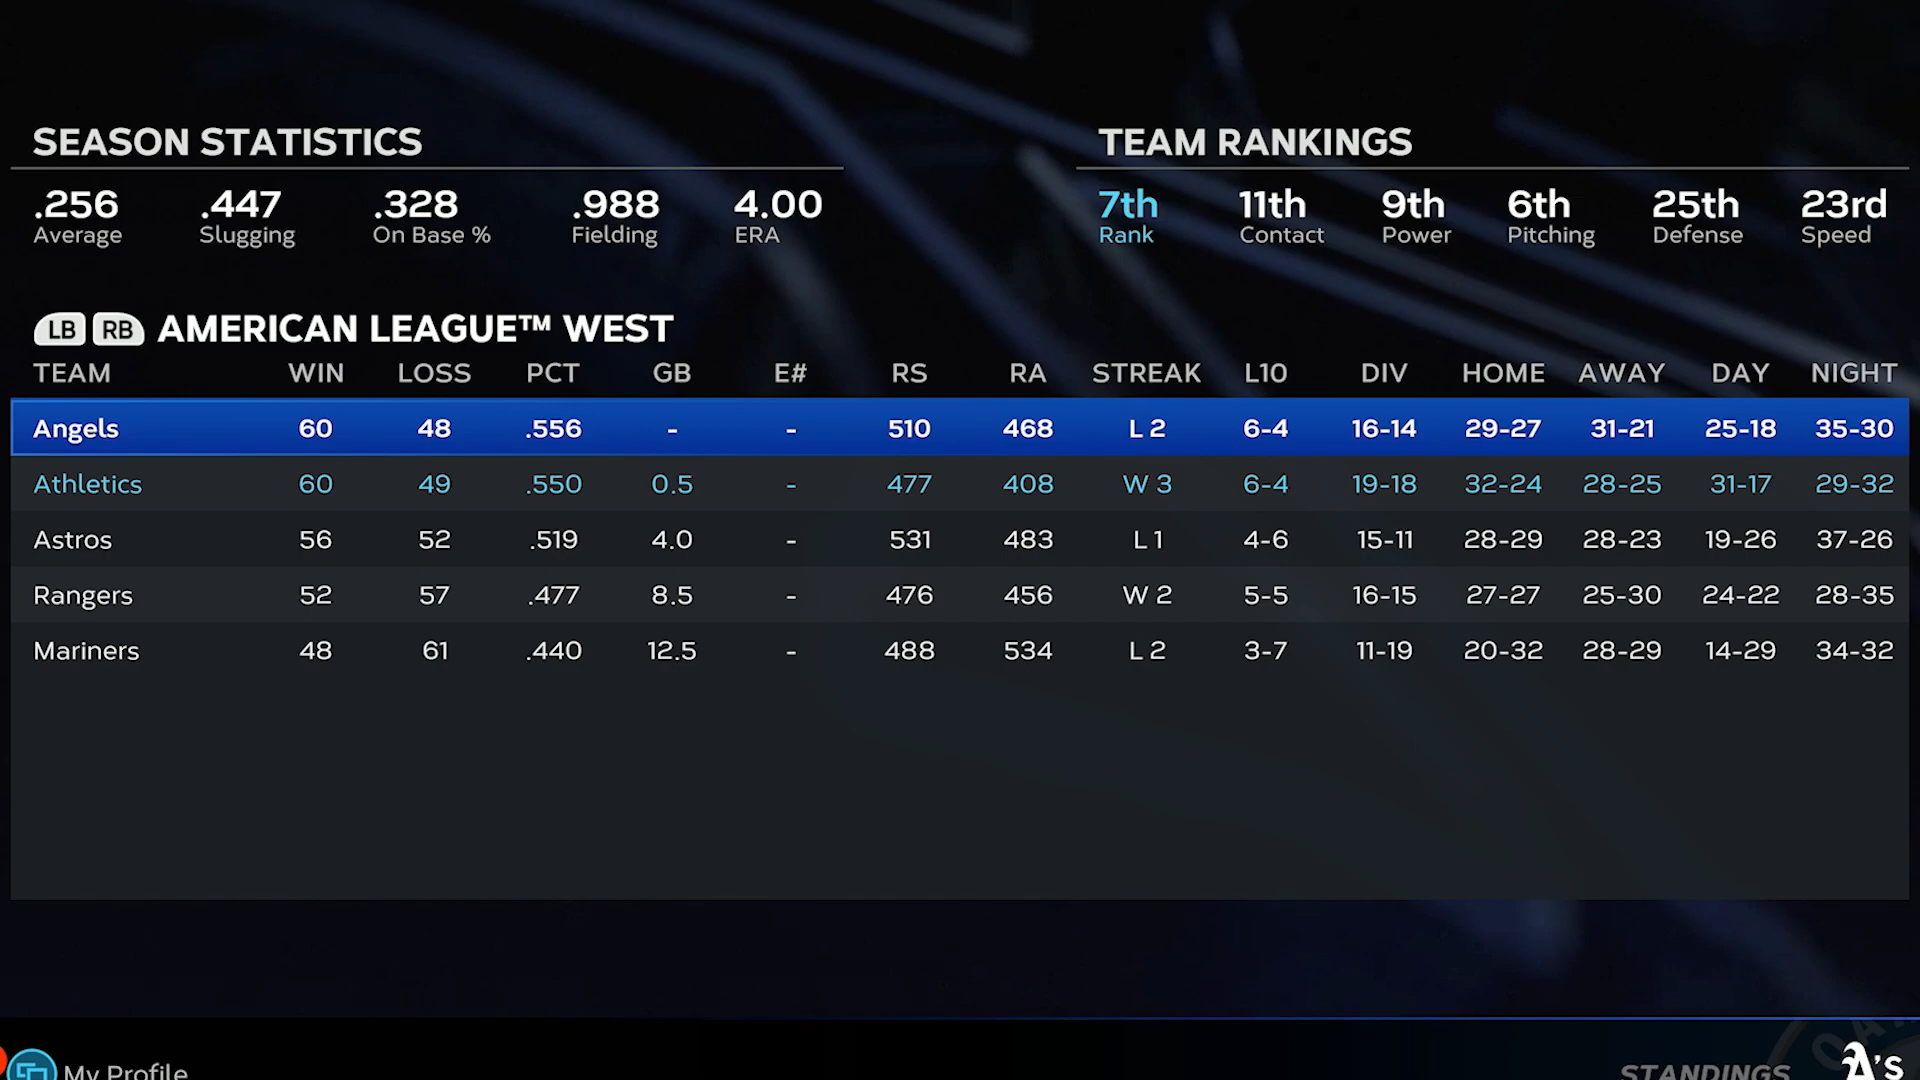 SEASON STATISTICS
.256 .447 .328 .988 4.00
Average Slugging On Base % Fielding ERA
TEAM RANKINGS
7th 11th 9th 6th 25th 23rd
Rank Contact Power Pitching Defense Speed
LB RB AMERICAN LEAGUE™ WEST
TEAM WIN LOSS PCT GB E# RS RA STREAK L10 DIV HOME AWAY DAY NIGHT
Angels 60 48 .556 - - 510 468 L 2 6-4 16-14 29-27 31-21 25-18 35-30
Athletics 60 49 .550 0.5 - 477 408 W 3 6-4 19-18 32-24 28-25 31-17 29-32
Astros 56 52 .519 4.0 - 531 483 L 1 4-6 15-11 28-29 28-23 19-26 37-26
Rangers 52 57 .477 8.5 - 476 456 W 2 5-5 16-15 27-27 25-30 24-22 28-35
Mariners 48 61 .440 12.5 - 488 534 L 2 3-7 11-19 20-32 28-29 14-29 34-32
My Profile
STANDINGS
A's